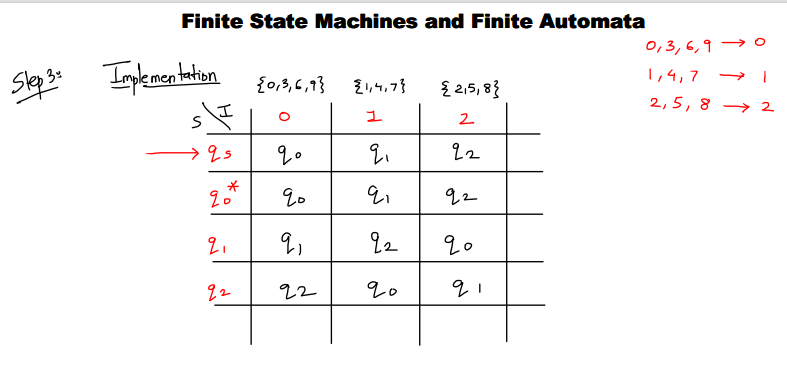 Finite State Machines and Finite Automata
0,3,6,9 → 0
Step 3: Implementation {0,3,6,9} {1,4,7} {2,5,8} 1,4,7 → 1
2,5,8 → 2
S I 0 1 2
→ qs q0 q1 q2
q0* q0 q1 q2
q1 q1 q2 q0
q2 q2 q0 q1